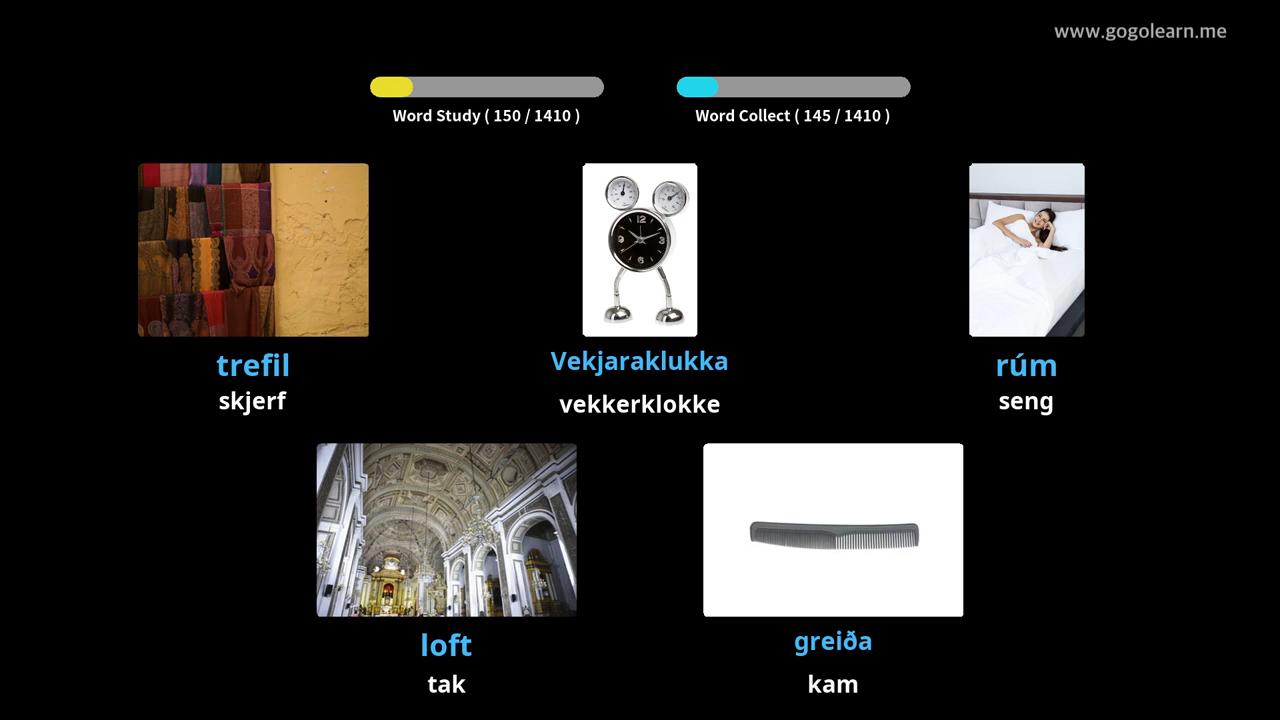 www.gogolearn.me
Word Study ( 150 / 1410 )
Word Collect ( 145 / 1410 )
trefil
skjerf
Vekjaraklukka
vekkerklokke
rúm
seng
loft
tak
greiða
kam